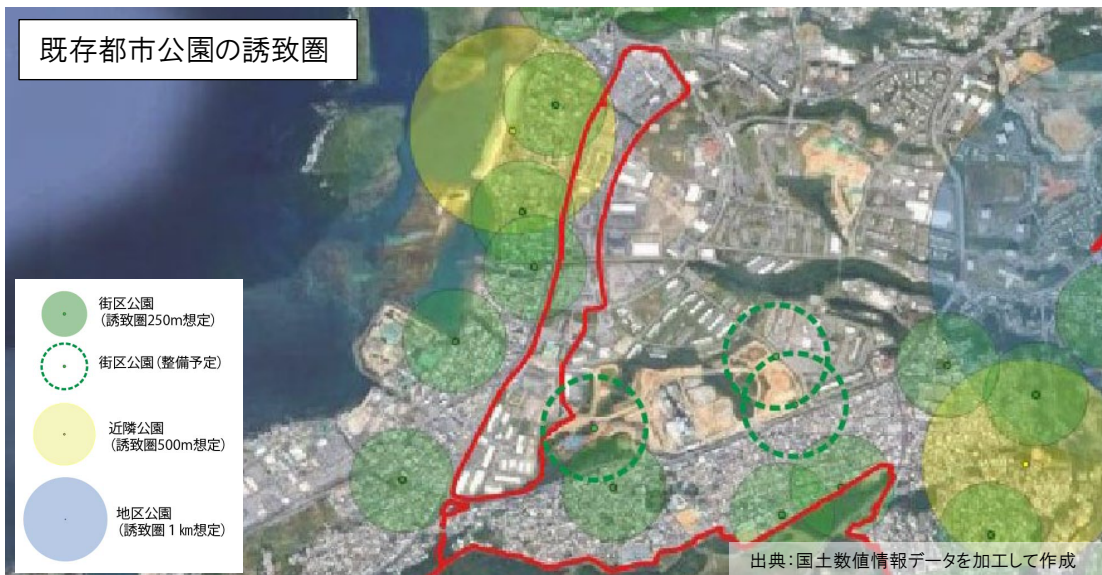 既存都市公園の誘致圏
街区公園
(誘致圏250m想定)
街区公園(整備予定)
近隣公園
(誘致圏500m想定)
地区公園
(誘致圏1km想定)
出典:国土数値情報データを加工して作成